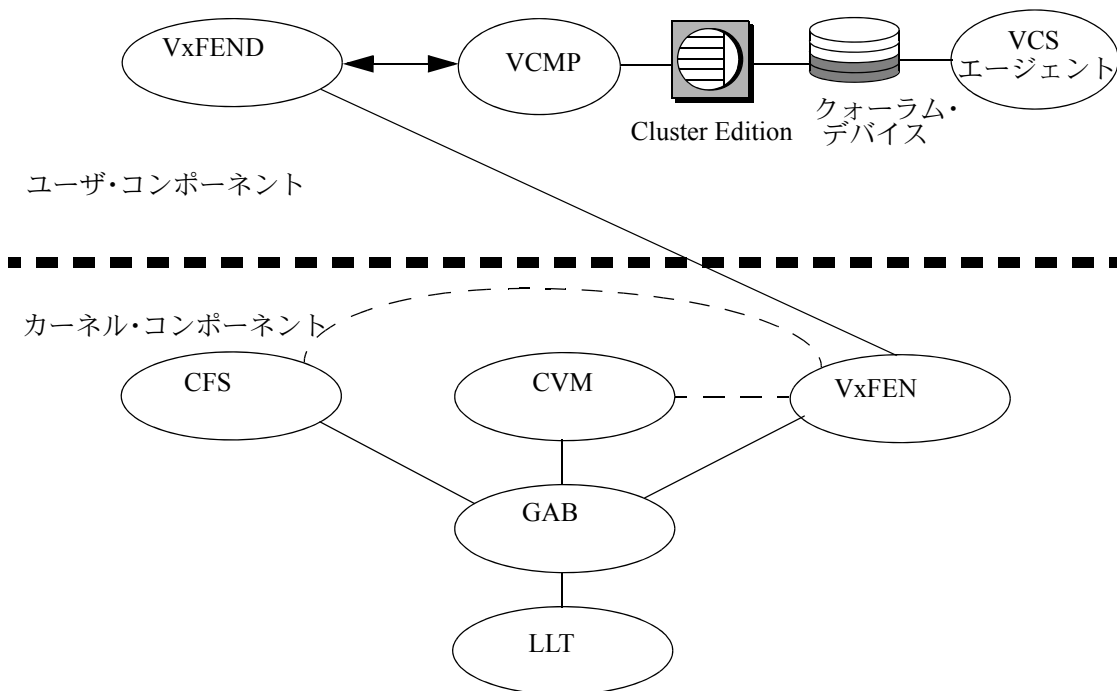 VxFEND
VCMP
Cluster Edition
クォーラム・
デバイス
VCS
エージェント
ユーザ・コンポーネント
カーネル・コンポーネント
CFS
CVM
VxFEN
GAB
LLT